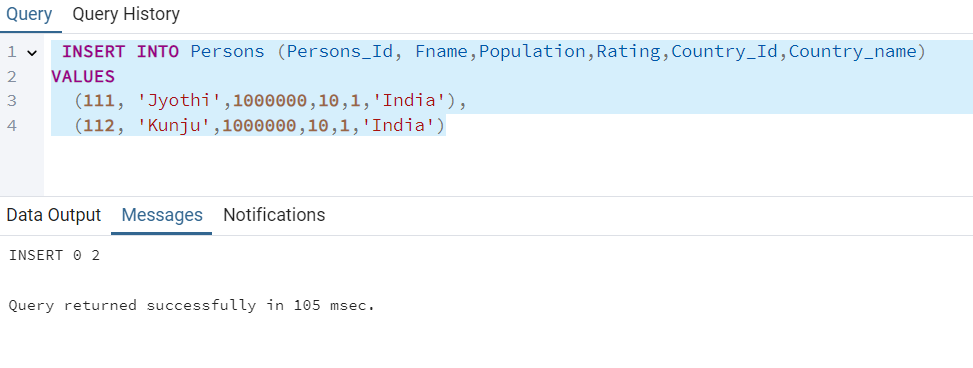 Query Query History
1 INSERT INTO Persons (Persons_Id, Fname,Population,Rating,Country_Id,Country_name)
2 VALUES
3 (111, 'Jyothi',1000000,10,1,'India'),
4 (112, 'Kunju',1000000,10,1,'India')
Data Output Messages Notifications
INSERT 0 2
Query returned successfully in 105 msec.